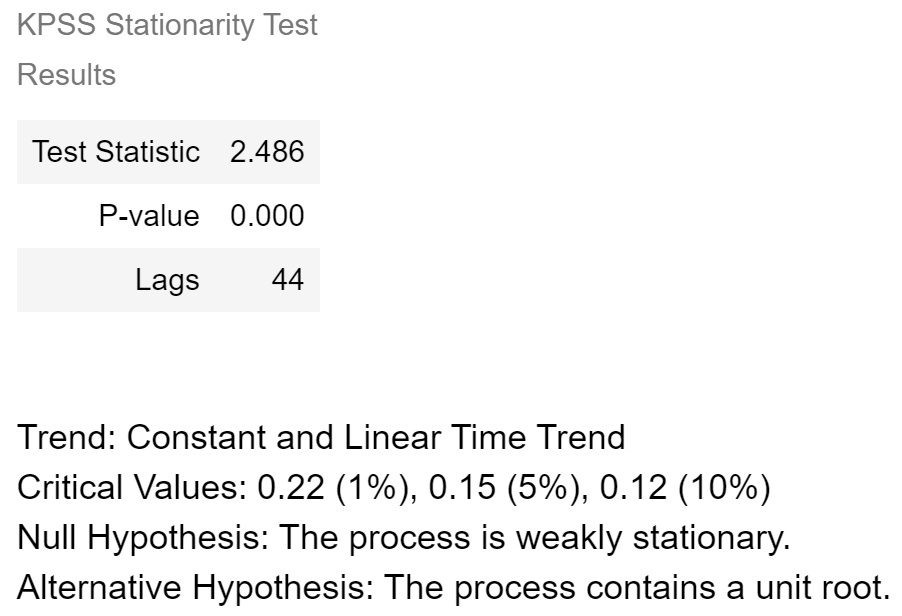 KPSS Stationarity Test
Results
Test Statistic 2.486
P-value 0.000
Lags 44
Trend: Constant and Linear Time Trend
Critical Values: 0.22 (1%), 0.15 (5%), 0.12 (10%)
Null Hypothesis: The process is weakly stationary.
Alternative Hypothesis: The process contains a unit root.